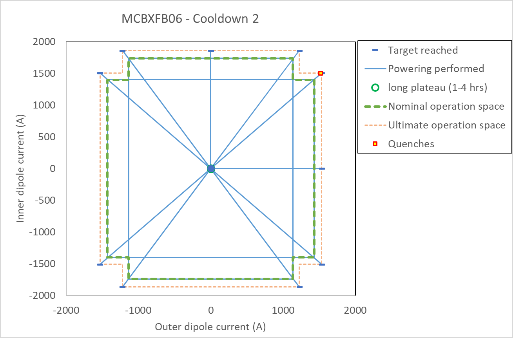 MCBXFB06 - Cooldown 2
2000
1500
1000
500
0
-500
-1000
-1500
-2000
-2000
-1000
0
1000
2000
Inner dipole current (A)
Outer dipole current (A)
Target reached
Powering performed
long plateau (1-4 hrs)
Nominal operation space
Ultimate operation space
Quenches